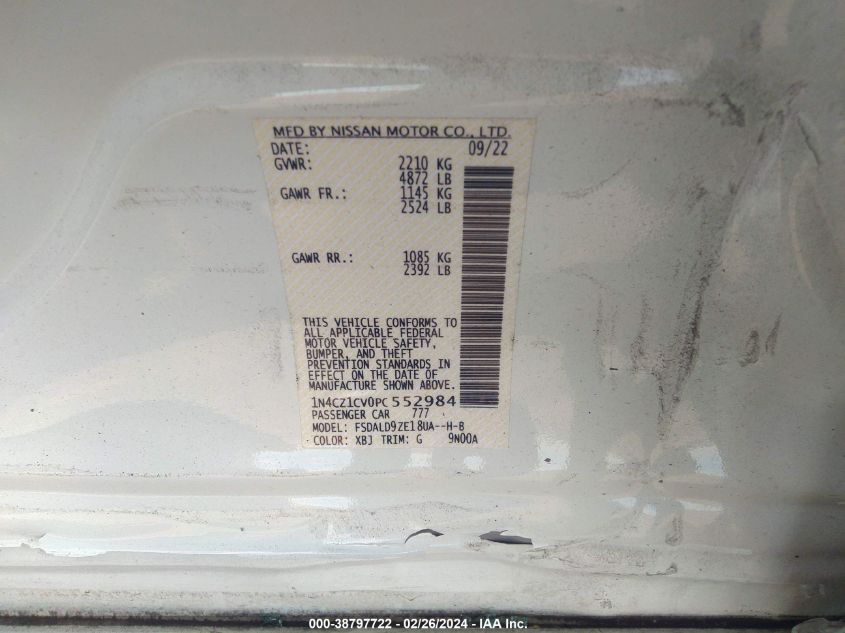 MFD BY NISSAN MOTOR CO., LTD.
DATE: 09/22
GVWR: 2210 KG
4872 LB
GAWR FR.: 1145 KG
2524 LB
GAWR RR.: 1085 KG
2392 LB
THIS VEHICLE CONFORMS TO
ALL APPLICABLE FEDERAL
MOTOR VEHICLE SAFETY,
BUMPER, AND THEFT
PREVENTION STANDARDS IN
EFFECT ON THE DATE OF
MANUFACTURE SHOWN ABOVE.
1N4CZ1CV0PC552984
PASSENGER CAR 777
MODEL: FSDALD9ZE18UA--H-B
COLOR: XBJ TRIM: G 9N00A
000-38797722 - 02/26/2024 - IAA Inc.